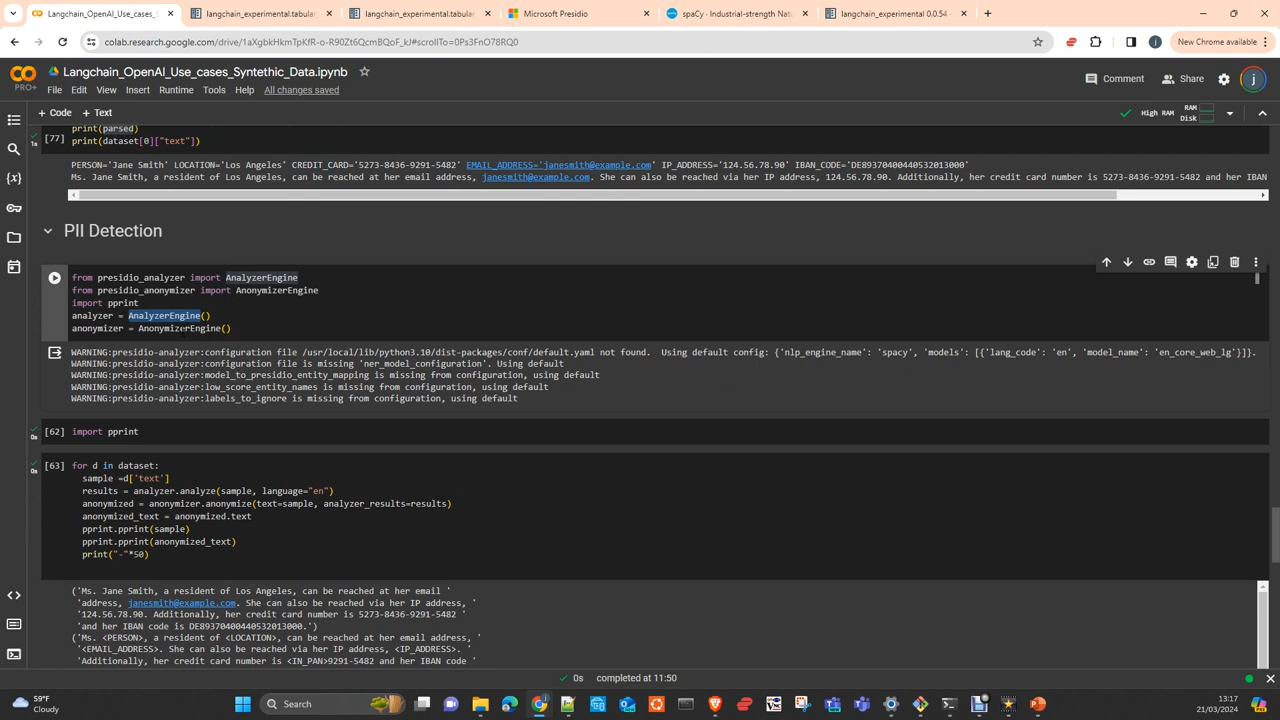 Langchain_OpenAI_Use_cases_Sy
langchain_experimental.tabular
langchain_experimental.tabular
Microsoft Presidio
spaCy · Industrial-strength Natu
langchain_experimental 0.0.54 –
colab.research.google.com/drive/1aXgbkHkmTpKfR-o-R90Zt6QcmBQoF_kJ#scrollTo=0Ps3FnO78RQ0
New Chrome available
Langchain_OpenAI_Use_cases_Syntethic_Data.ipynb
PRO+
File Edit View Insert Runtime Tools Help All changes saved
Comment Share
+ Code + Text
High RAM RAM Disk
print(parsed)
[77] print(dataset[0]["text"])
1s
PERSON='Jane Smith' LOCATION='Los Angeles' CREDIT_CARD='5273-8436-9291-5482' EMAIL_ADDRESS='janesmith@example.com' IP_ADDRESS='124.56.78.90' IBAN_CODE='DE89370400440532013000'
Ms. Jane Smith, a resident of Los Angeles, can be reached at her email address, janesmith@example.com. She can also be reached via her IP address, 124.56.78.90. Additionally, her credit card number is 5273-8436-9291-5482 and her IBAN
PII Detection
from presidio_analyzer import AnalyzerEngine
from presidio_anonymizer import AnonymizerEngine
import pprint
analyzer = AnalyzerEngine()
anonymizer = AnonymizerEngine()
WARNING:presidio-analyzer:configuration file /usr/local/lib/python3.10/dist-packages/conf/default.yaml not found.  Using default config: {'nlp_engine_name': 'spacy', 'models': [{'lang_code': 'en', 'model_name': 'en_core_web_lg'}]}.
WARNING:presidio-analyzer:configuration file is missing 'ner_model_configuration'. Using default
WARNING:presidio-analyzer:model_to_presidio_entity_mapping is missing from configuration, using default
WARNING:presidio-analyzer:low_score_entity_names is missing from configuration, using default
WARNING:presidio-analyzer:labels_to_ignore is missing from configuration, using default
[62] import pprint
0s
[63] for d in dataset:
0s
sample =d['text']
results = analyzer.analyze(sample, language="en")
anonymized = anonymizer.anonymize(text=sample, analyzer_results=results)
anonymized_text = anonymized.text
pprint.pprint(sample)
pprint.pprint(anonymized_text)
print("-"*50)
('Ms. Jane Smith, a resident of Los Angeles, can be reached at her email '
'address, janesmith@example.com. She can also be reached via her IP address, '
'124.56.78.90. Additionally, her credit card number is 5273-8436-9291-5482 '
'and her IBAN code is DE89370400440532013000.')
('Ms. <PERSON>, a resident of <LOCATION>, can be reached at her email address, '
'<EMAIL_ADDRESS>. She can also be reached via her IP address, <IP_ADDRESS>. '
'Additionally, her credit card number is <IN_PAN>9291-5482 and her IBAN code '
0s completed at 11:50
59°F
Cloudy
Search
13:17
21/03/2024